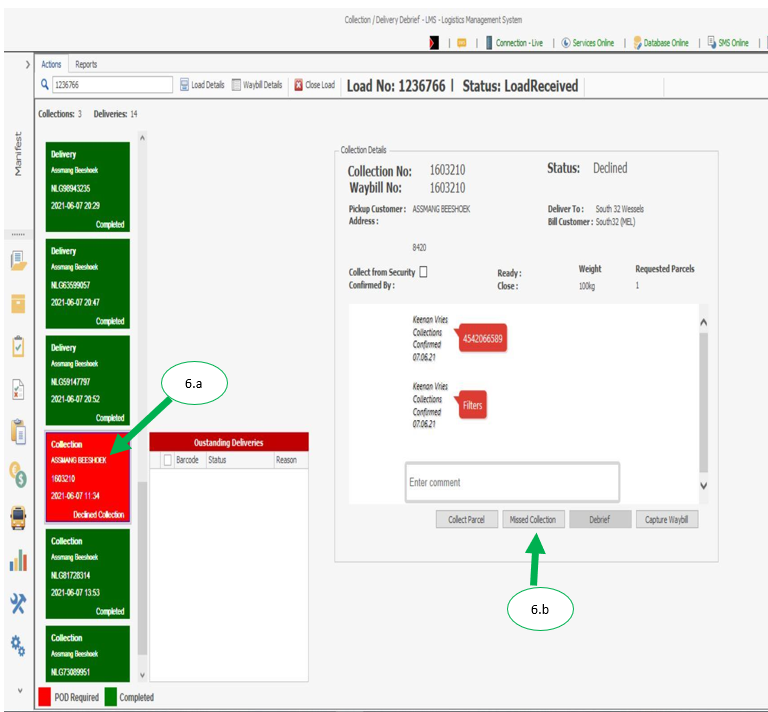 Collection / Delivery Debrief - LMS - Logistics Management System
Connection - Live
Services Online
Database Online
SMS Online
Actions
Reports
1236766
Load Details
Waybill Details
Close Load
Load No: 1236766 | Status: LoadReceived
Collections: 3
Deliveries: 14
Manifest
Delivery
Assmang Beeshoek
NLG98943235
2021-06-07 20:29
Completed
Delivery
Assmang Beeshoek
NLG63599057
2021-06-07 20:47
Completed
Delivery
Assmang Beeshoek
NLG59147797
2021-06-07 20:52
Completed
Collection
ASSMANG BEESHOEK
1603210
2021-06-07 11:34
Declined Collection
Collection
Assmang Beeshoek
NLG81728314
2021-06-07 13:53
Completed
Collection
Assmang Beeshoek
NLG73089951
POD Required
Completed
6.a
Oustanding Deliveries
Barcode
Status
Reason
Collection Details
Collection No: 1603210
Status: Declined
Waybill No: 1603210
Pickup Customer : ASSMANG BEESHOEK
Deliver To : South 32 Wessels
Address :
Bill Customer : South32 (MEL)
8420
Collect from Security
Ready :
Weight
Requested Parcels
Confirmed By :
Close :
100kg
1
Keenan Vries
Collections
Confirmed
07.06.21
4542066589
Keenan Vries
Collections
Confirmed
07.06.21
Filters
Enter comment
Collect Parcel
Missed Collection
Debrief
Capture Waybill
6.b